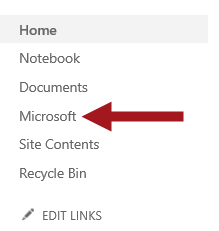 Home
Notebook
Documents
Microsoft
Site Contents
Recycle Bin
EDIT LINKS